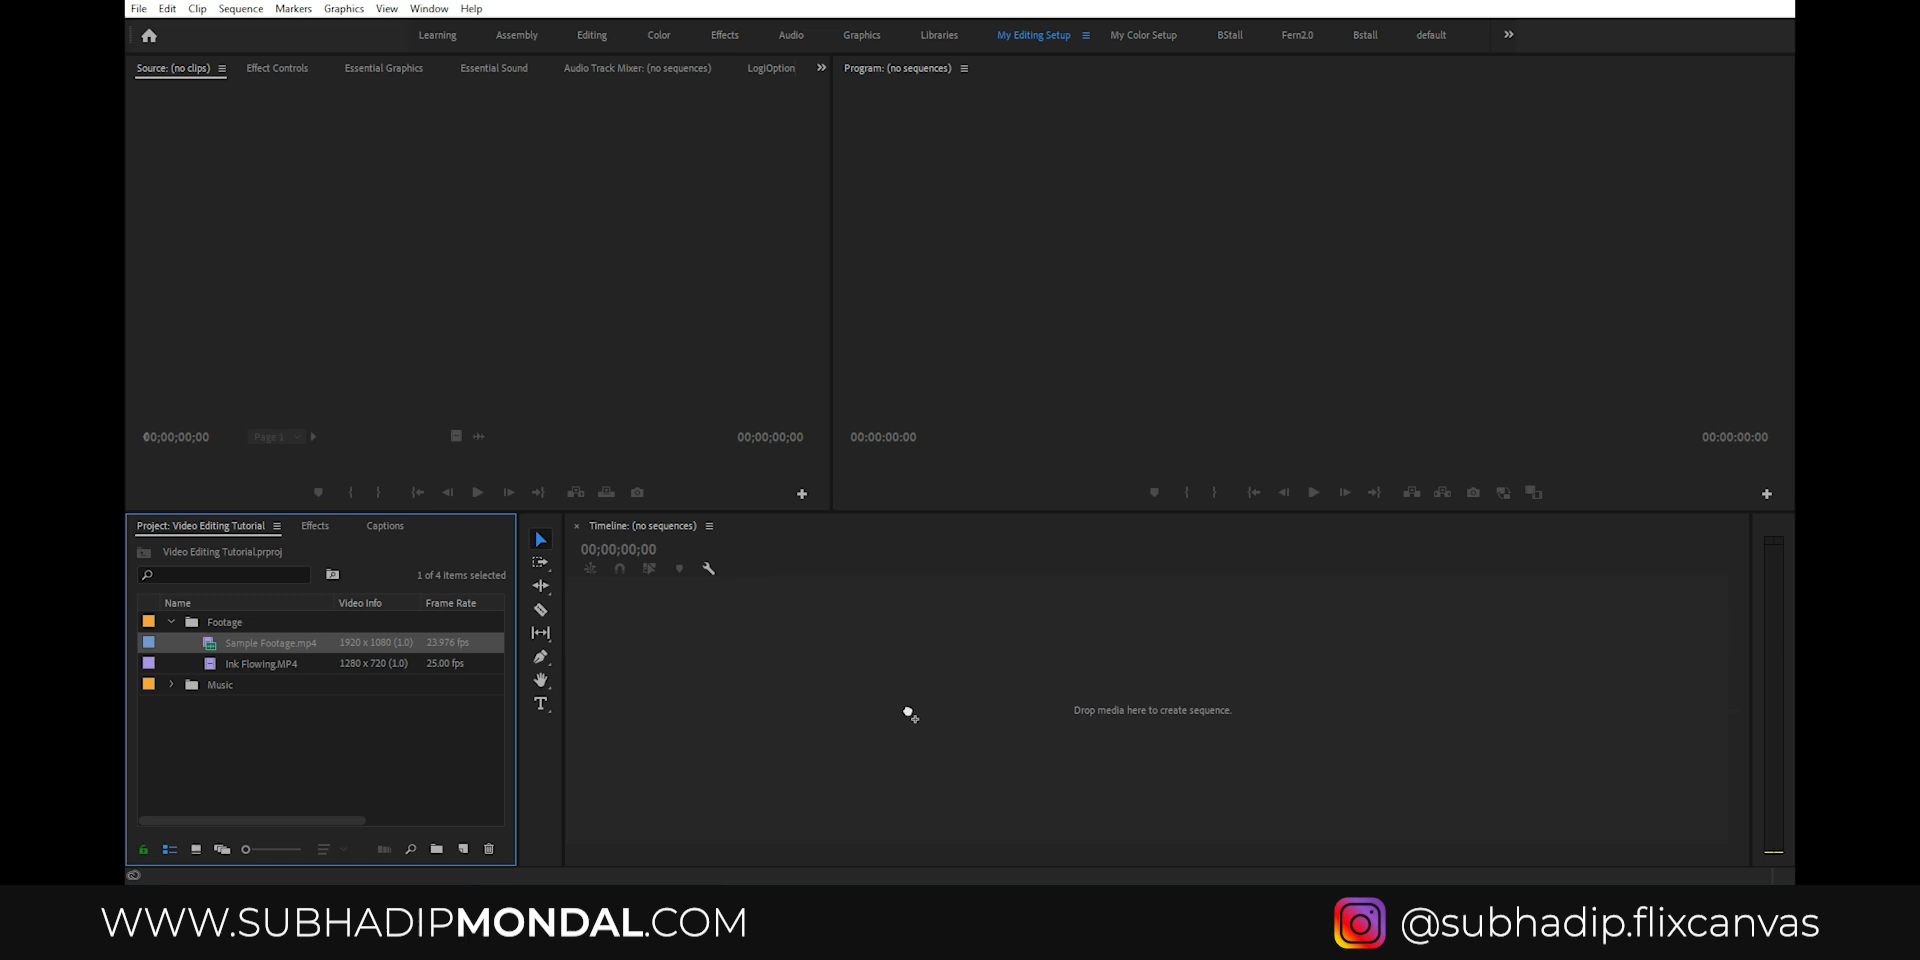 File Edit Clip Sequence Markers Graphics View Window Help
Learning Assembly Editing Color Effects Audio Graphics Libraries My Editing Setup My Color Setup BStall Fern2.0 Bstall default
Source: (no clips) Effect Controls Essential Graphics Essential Sound Audio Track Mixer: (no sequences) LogiOption
Program: (no sequences)
00;00;00;00 Page 1 00;00;00;00
00:00:00:00 00:00:00:00
Project: Video Editing Tutorial Effects Captions
Video Editing Tutorial.prproj
1 of 4 items selected
Name Video Info Frame Rate
Footage
Sample Footage.mp4 1920 x 1080 (1.0) 23.976 fps
Ink Flowing.MP4 1280 x 720 (1.0) 25.00 fps
Music
T
Timeline: (no sequences)
00;00;00;00
Drop media here to create sequence.
WWW.SUBHADIPMONDAL.COM
@subhadip.flixcanvas